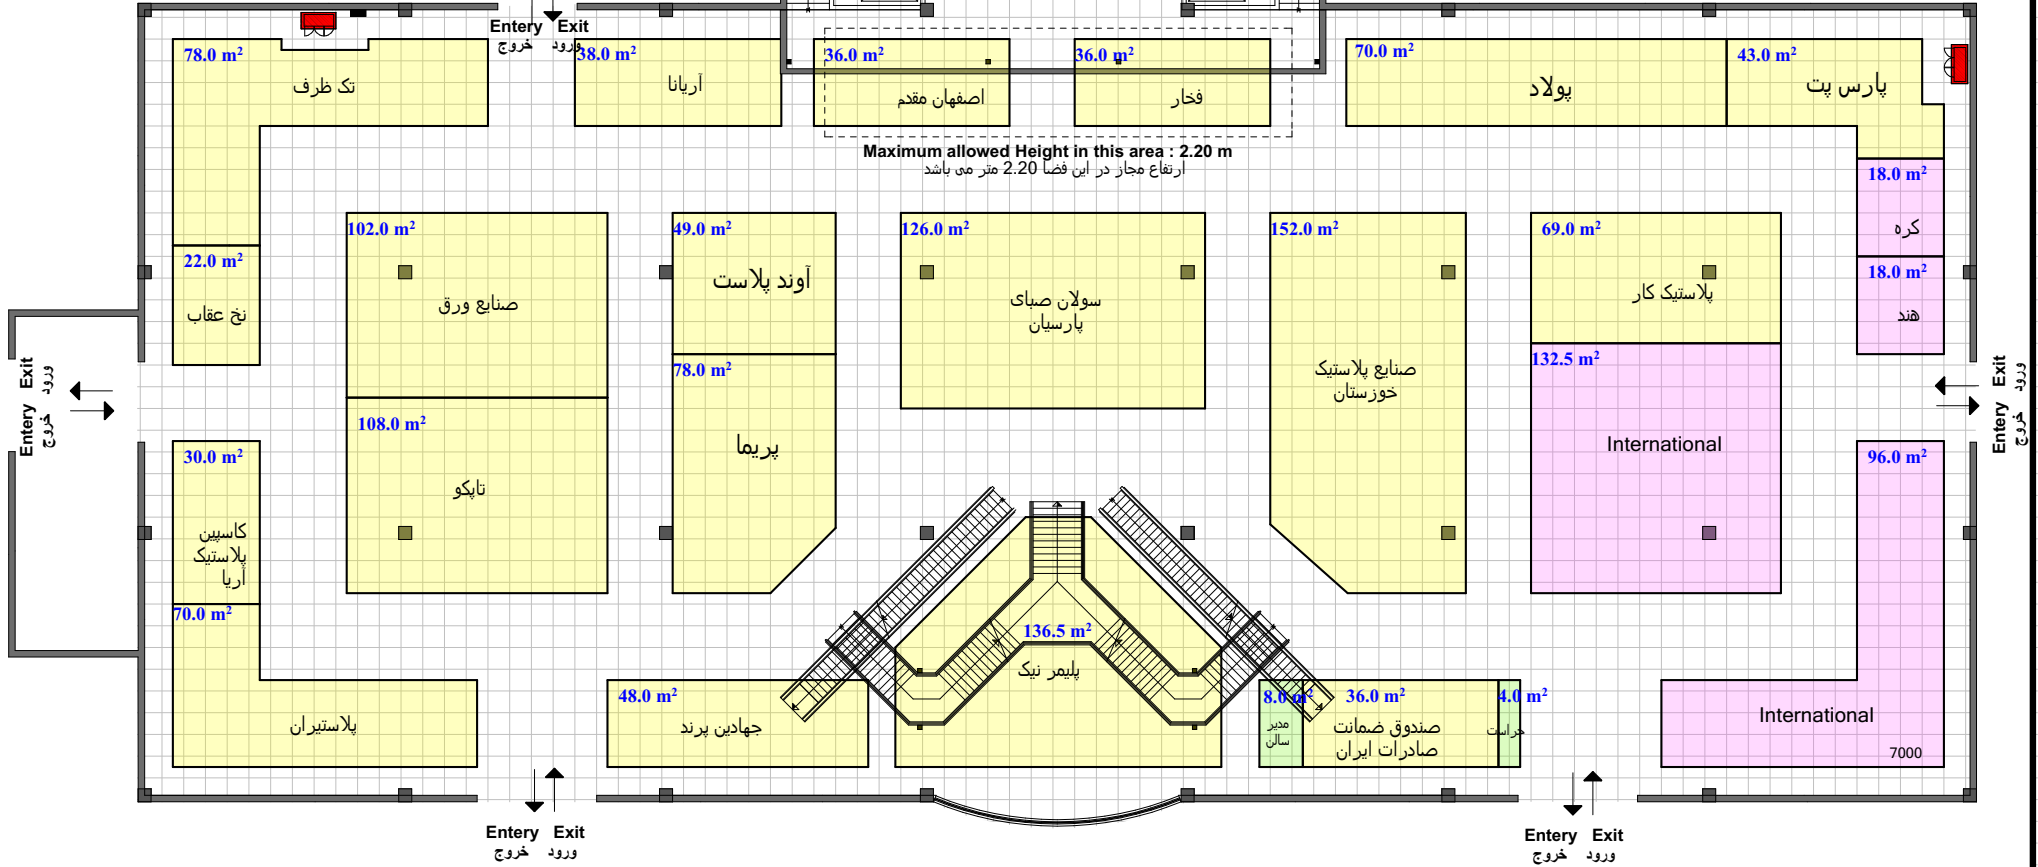 Entery Exit
ورود خروج
78.0 m²
تک ظرف
38.0 m²
آریانا
36.0 m²
اصفهان مقدم
36.0 m²
فخار
70.0 m²
پولاد
43.0 m²
پارس پت
Maximum allowed Height in this area : 2.20 m
ارتفاع مجاز در این فضا 2.20 متر می باشد
18.0 m²
کره
18.0 m²
هند
22.0 m²
نخ عقاب
102.0 m²
صنایع ورق
49.0 m²
آوند پلاست
126.0 m²
سولان صبای
پارسیان
152.0 m²
صنایع پلاستیک
خوزستان
69.0 m²
پلاستیک کار
132.5 m²
International
Entery Exit
ورود خروج
Entery Exit
ورود خروج
108.0 m²
تاپکو
78.0 m²
پریما
30.0 m²
کاسپین
پلاستیک
آریا
96.0 m²
International
7000
70.0 m²
پلاستیران
48.0 m²
جهادین پرند
136.5 m²
پلیمر نیک
8.0 m²
مدیر
سالن
36.0 m²
صندوق ضمانت
صادرات ایران
4.0 m²
حراست
Entery Exit
ورود خروج
Entery Exit
ورود خروج